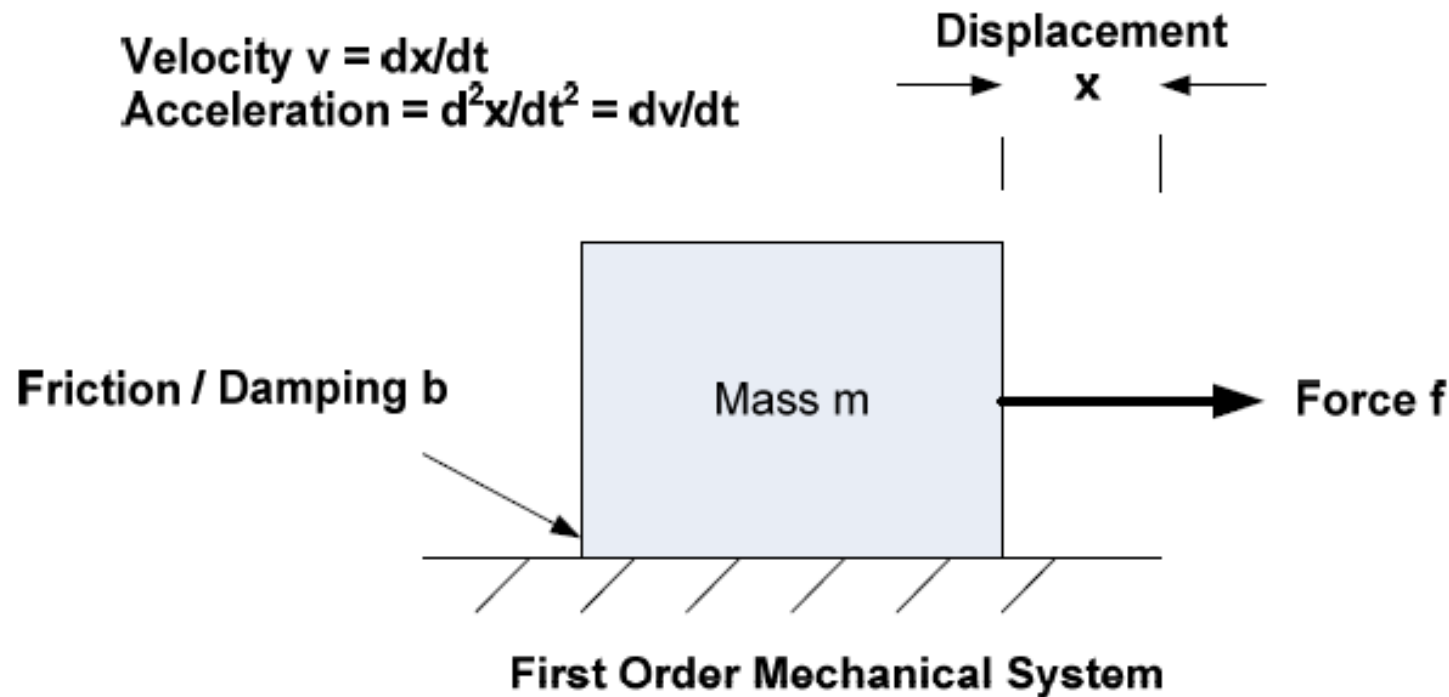 Velocity v = dx/dt
Acceleration = d²x/dt² = dv/dt
Displacement
x
Friction / Damping b
Mass m
Force f
First Order Mechanical System